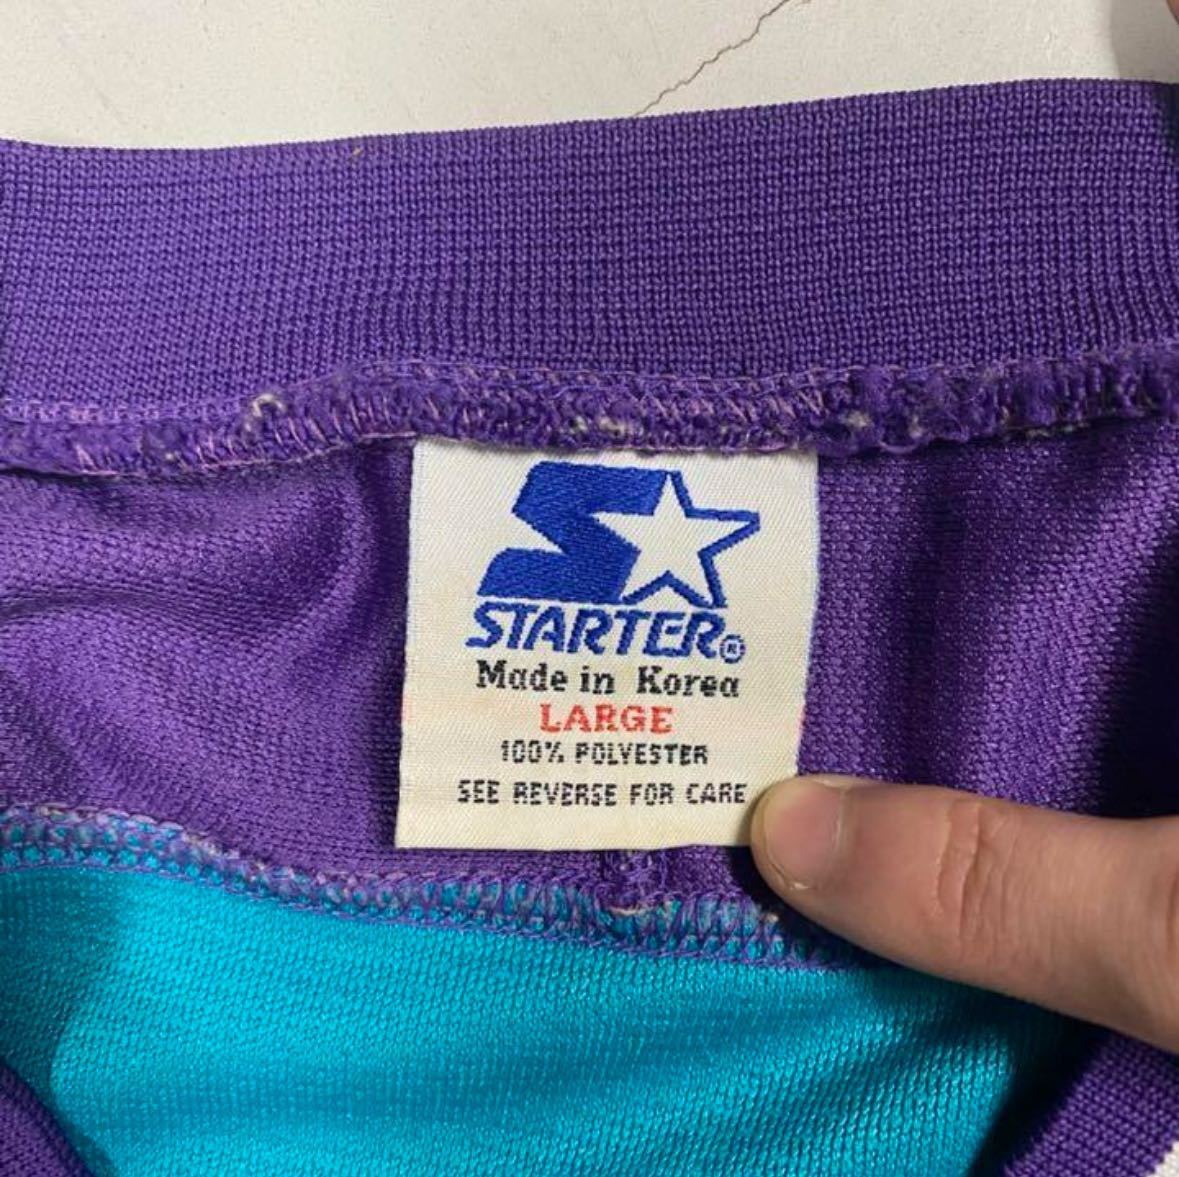 STARTER®
Made in Korea
LARGE
100% POLYESTER
SEE REVERSE FOR CARE